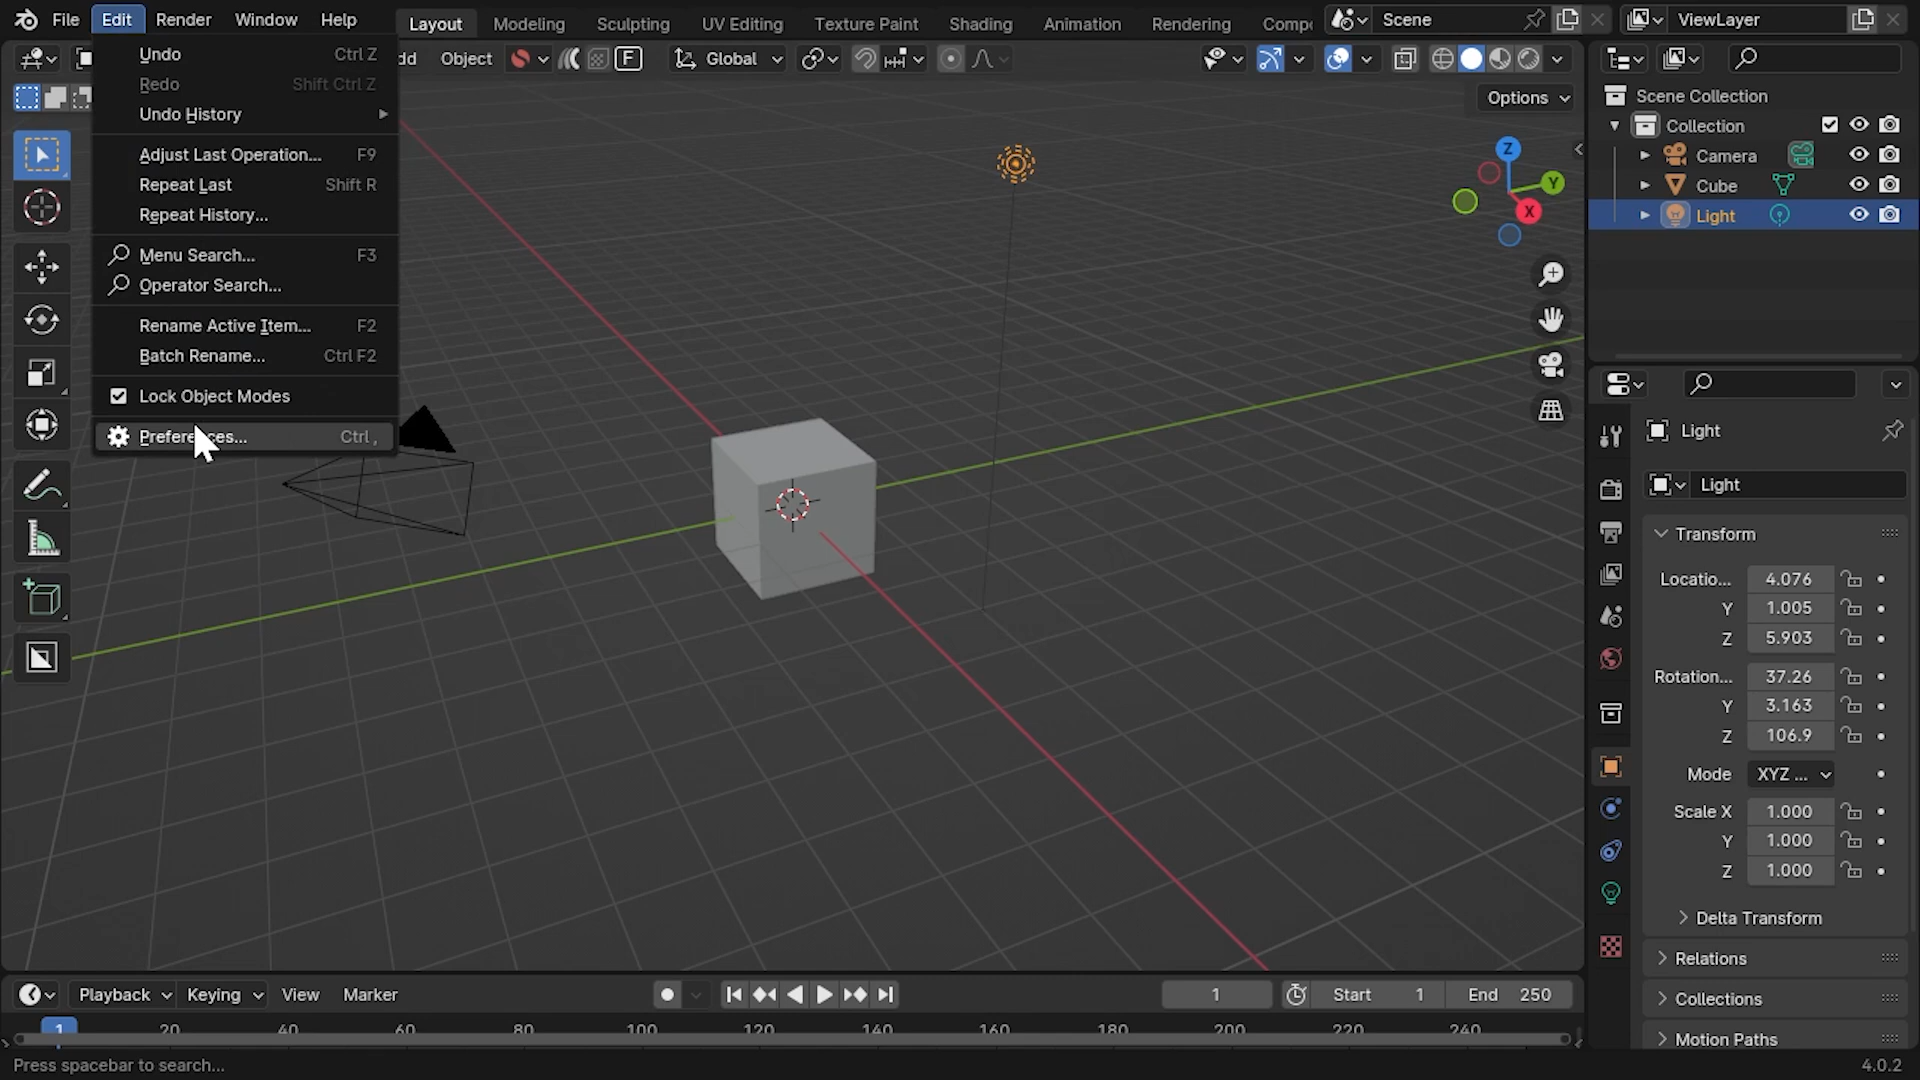 File Edit Render Window Help Layout Modeling Sculpting UV Editing Texture Paint Shading Animation Rendering Comp Scene ViewLayer
dd Object F Global
Options
Undo Ctrl Z
Redo Shift Ctrl Z
Undo History
Adjust Last Operation... F9
Repeat Last Shift R
Repeat History...
Menu Search... F3
Operator Search...
Rename Active Item... F2
Batch Rename... Ctrl F2
Lock Object Modes
Preferences... Ctrl ,
Z
Y
X
Scene Collection
Collection
Camera
Cube
Light
Light
Light
Transform
Locatio... 4.076
Y 1.005
Z 5.903
Rotation... 37.26
Y 3.163
Z 106.9
Mode XYZ ...
Scale X 1.000
Y 1.000
Z 1.000
Delta Transform
Relations
Collections
Motion Paths
Playback Keying View Marker 1 Start 1 End 250
1 20 40 60 80 100 120 140 160 180 200 220 240
Press spacebar to search... 4.0.2